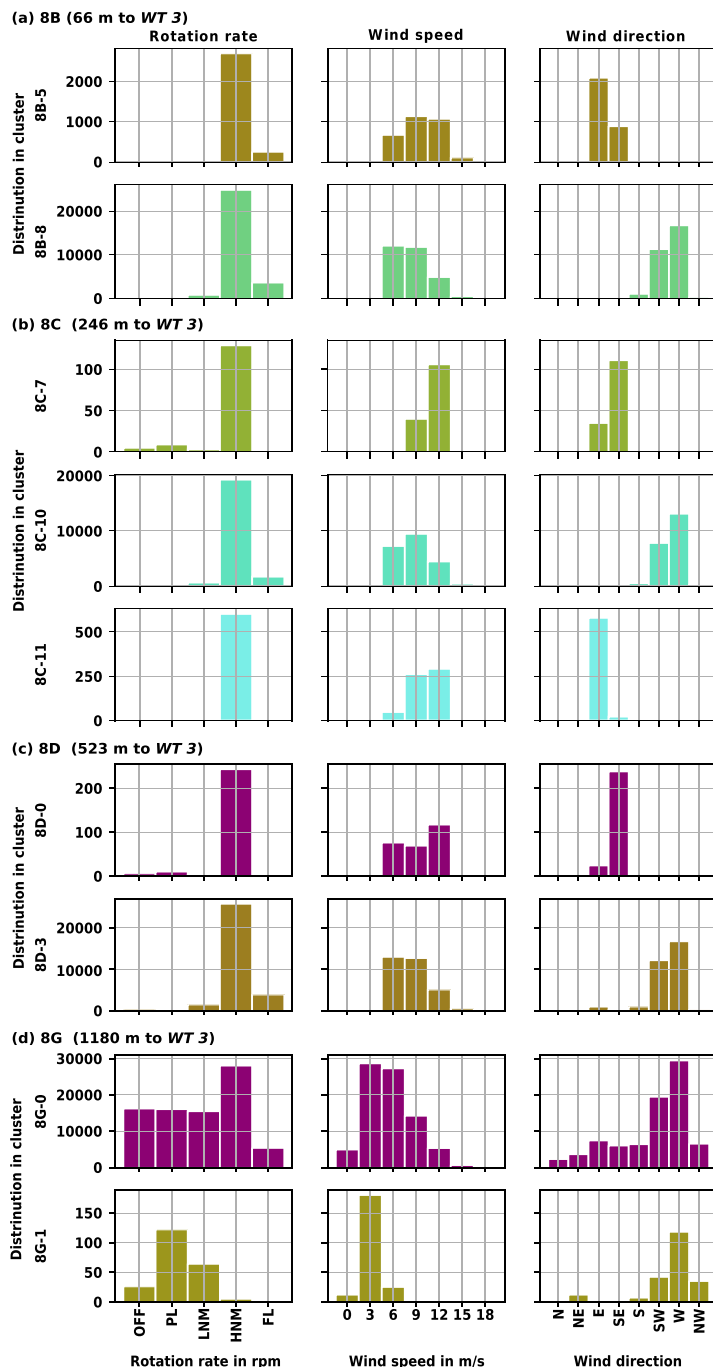 (a) 8B (66 m to WT 3)
Rotation rate Wind speed Wind direction
Distrinution in cluster
8B-5
2000
1000
0
8B-8
20000
10000
0
(b) 8C (246 m to WT 3)
Distrinution in cluster
8C-7
100
50
0
8C-10
20000
10000
0
8C-11
500
250
0
(c) 8D (523 m to WT 3)
Distrinution in cluster
8D-0
200
100
0
8D-3
20000
10000
0
(d) 8G (1180 m to WT 3)
Distrinution in cluster
8G-0
30000
20000
10000
0
8G-1
150
100
50
0
OFF PL LNM HNM FL 0 3 6 9 12 15 18 N NE E SE S SW W NW
Rotation rate in rpm Wind speed in m/s Wind direction